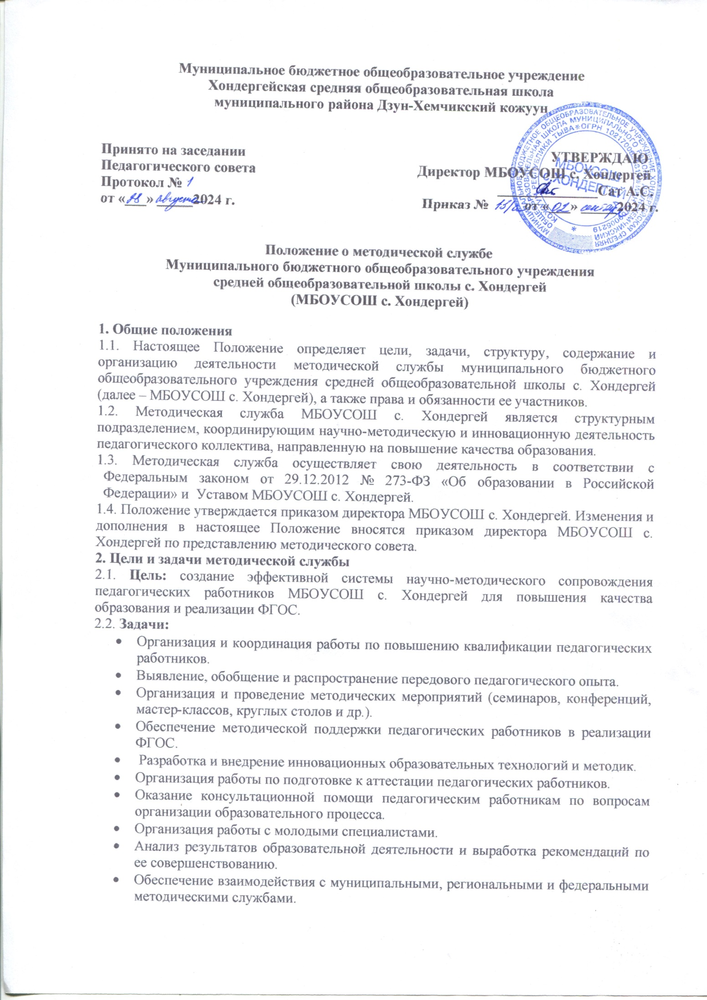 Муниципальное бюджетное общеобразовательное учреждение
Хондергейская средняя общеобразовательная школа
муниципального района Дзун-Хемчикский кожуун
Принято на заседании
Педагогического совета
Протокол № 1
от «28» августа 2024 г.
УТВЕРЖДАЮ
Директор МБОУСОШ с. Хондергей
Сат А.С.
Приказ № от «02» 2024 г.
МБОУСОШ
с.ХОНДЕРГЕЙ
Положение о методической службе
Муниципального бюджетного общеобразовательного учреждения
средней общеобразовательной школы с. Хондергей
(МБОУСОШ с. Хондергей)
1. Общие положения
1.1. Настоящее Положение определяет цели, задачи, структуру, содержание и
организацию деятельности методической службы муниципального бюджетного
общеобразовательного учреждения средней общеобразовательной школы с. Хондергей
(далее – МБОУСОШ с. Хондергей), а также права и обязанности ее участников.
1.2. Методическая служба МБОУСОШ с. Хондергей является структурным
подразделением, координирующим научно-методическую и инновационную деятельность
педагогического коллектива, направленную на повышение качества образования.
1.3. Методическая служба осуществляет свою деятельность в соответствии с
Федеральным законом от 29.12.2012 № 273-ФЗ «Об образовании в Российской
Федерации» и Уставом МБОУСОШ с. Хондергей.
1.4. Положение утверждается приказом директора МБОУСОШ с. Хондергей. Изменения и
дополнения в настоящее Положение вносятся приказом директора МБОУСОШ с.
Хондергей по представлению методического совета.
2. Цели и задачи методической службы
2.1. Цель: создание эффективной системы научно-методического сопровождения
педагогических работников МБОУСОШ с. Хондергей для повышения качества
образования и реализации ФГОС.
2.2. Задачи:
• Организация и координация работы по повышению квалификации педагогических
работников.
• Выявление, обобщение и распространение передового педагогического опыта.
• Организация и проведение методических мероприятий (семинаров, конференций,
мастер-классов, круглых столов и др.).
• Обеспечение методической поддержки педагогических работников в реализации
ФГОС.
• Разработка и внедрение инновационных образовательных технологий и методик.
• Организация работы по подготовке к аттестации педагогических работников.
• Оказание консультационной помощи педагогическим работникам по вопросам
организации образовательного процесса.
• Организация работы с молодыми специалистами.
• Анализ результатов образовательной деятельности и выработка рекомендаций по
ее совершенствованию.
• Обеспечение взаимодействия с муниципальными, региональными и федеральными
методическими службами.